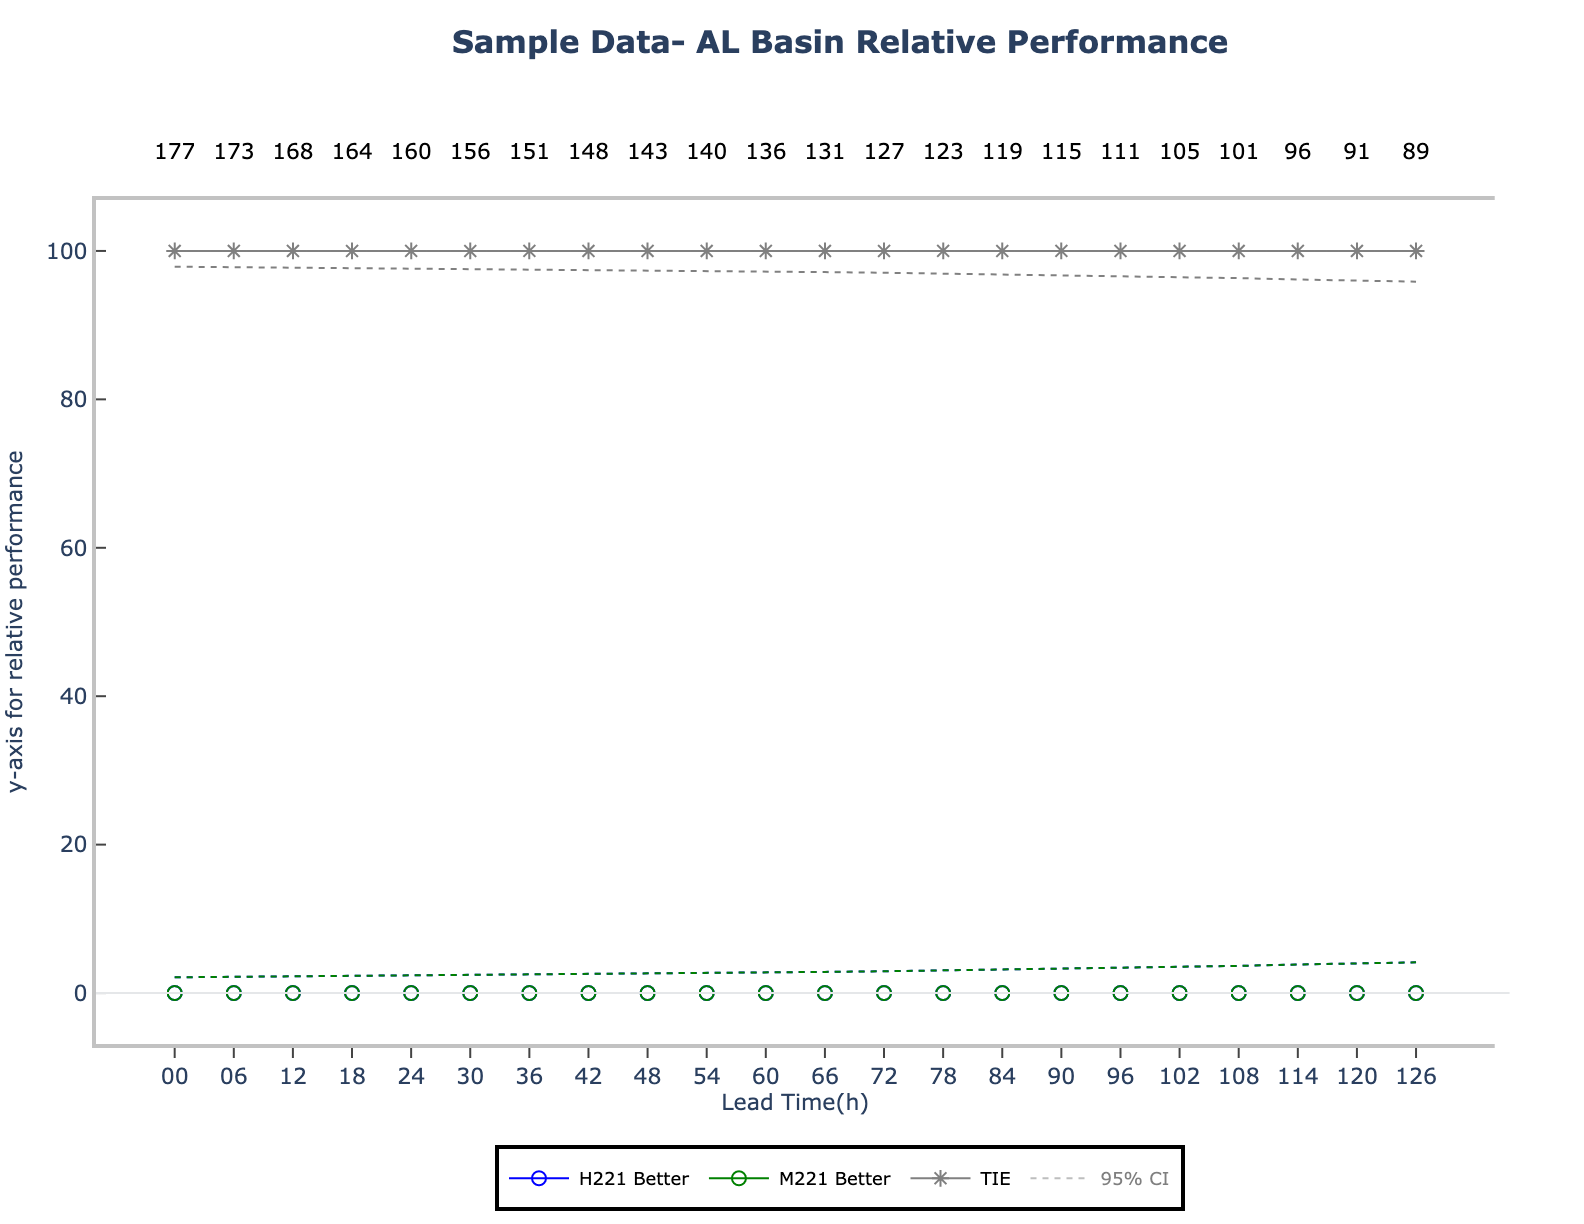 Sample Data- AL Basin Relative Performance
177 173 168 164 160 156 151 148 143 140 136 131 127 123 119 115 111 105 101 96 91 89
100
80
60
40
20
0
y-axis for relative performance
00 06 12 18 24 30 36 42 48 54 60 66 72 78 84 90 96 102 108 114 120 126
Lead Time(h)
H221 Better M221 Better TIE 95% CI